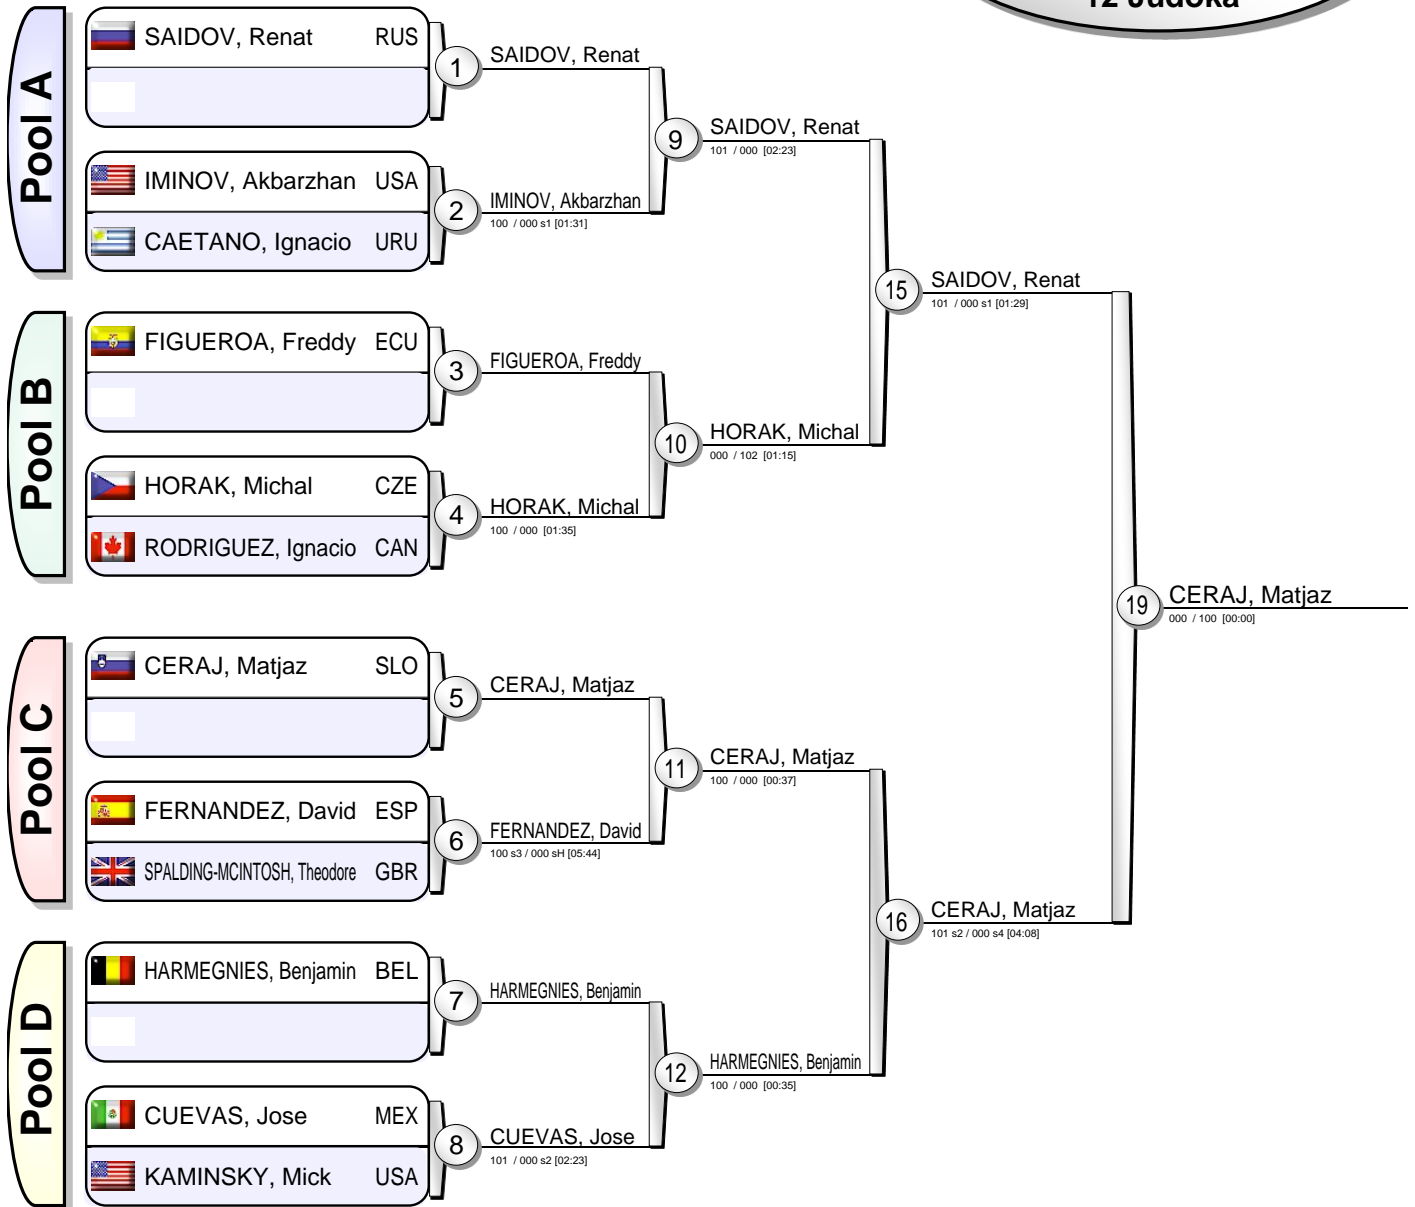 12 Judoka
Pool A
SAIDOV, Renat RUS
IMINOV, Akbarzhan USA
CAETANO, Ignacio URU
Pool B
FIGUEROA, Freddy ECU
HORAK, Michal CZE
RODRIGUEZ, Ignacio CAN
Pool C
CERAJ, Matjaz SLO
FERNANDEZ, David ESP
SPALDING-MCINTOSH, Theodore GBR
Pool D
HARMEGNIES, Benjamin BEL
CUEVAS, Jose MEX
KAMINSKY, Mick USA
1 SAIDOV, Renat
2 IMINOV, Akbarzhan
100 / 000 s1 [01:31]
3 FIGUEROA, Freddy
4 HORAK, Michal
100 / 000 [01:35]
5 CERAJ, Matjaz
6 FERNANDEZ, David
100 s3 / 000 sH [05:44]
7 HARMEGNIES, Benjamin
8 CUEVAS, Jose
101 / 000 s2 [02:23]
9 SAIDOV, Renat
101 / 000 [02:23]
10 HORAK, Michal
000 / 102 [01:15]
11 CERAJ, Matjaz
100 / 000 [00:37]
12 HARMEGNIES, Benjamin
100 / 000 [00:35]
15 SAIDOV, Renat
101 / 000 s1 [01:29]
16 CERAJ, Matjaz
101 s2 / 000 s4 [04:08]
19 CERAJ, Matjaz
000 / 100 [00:00]